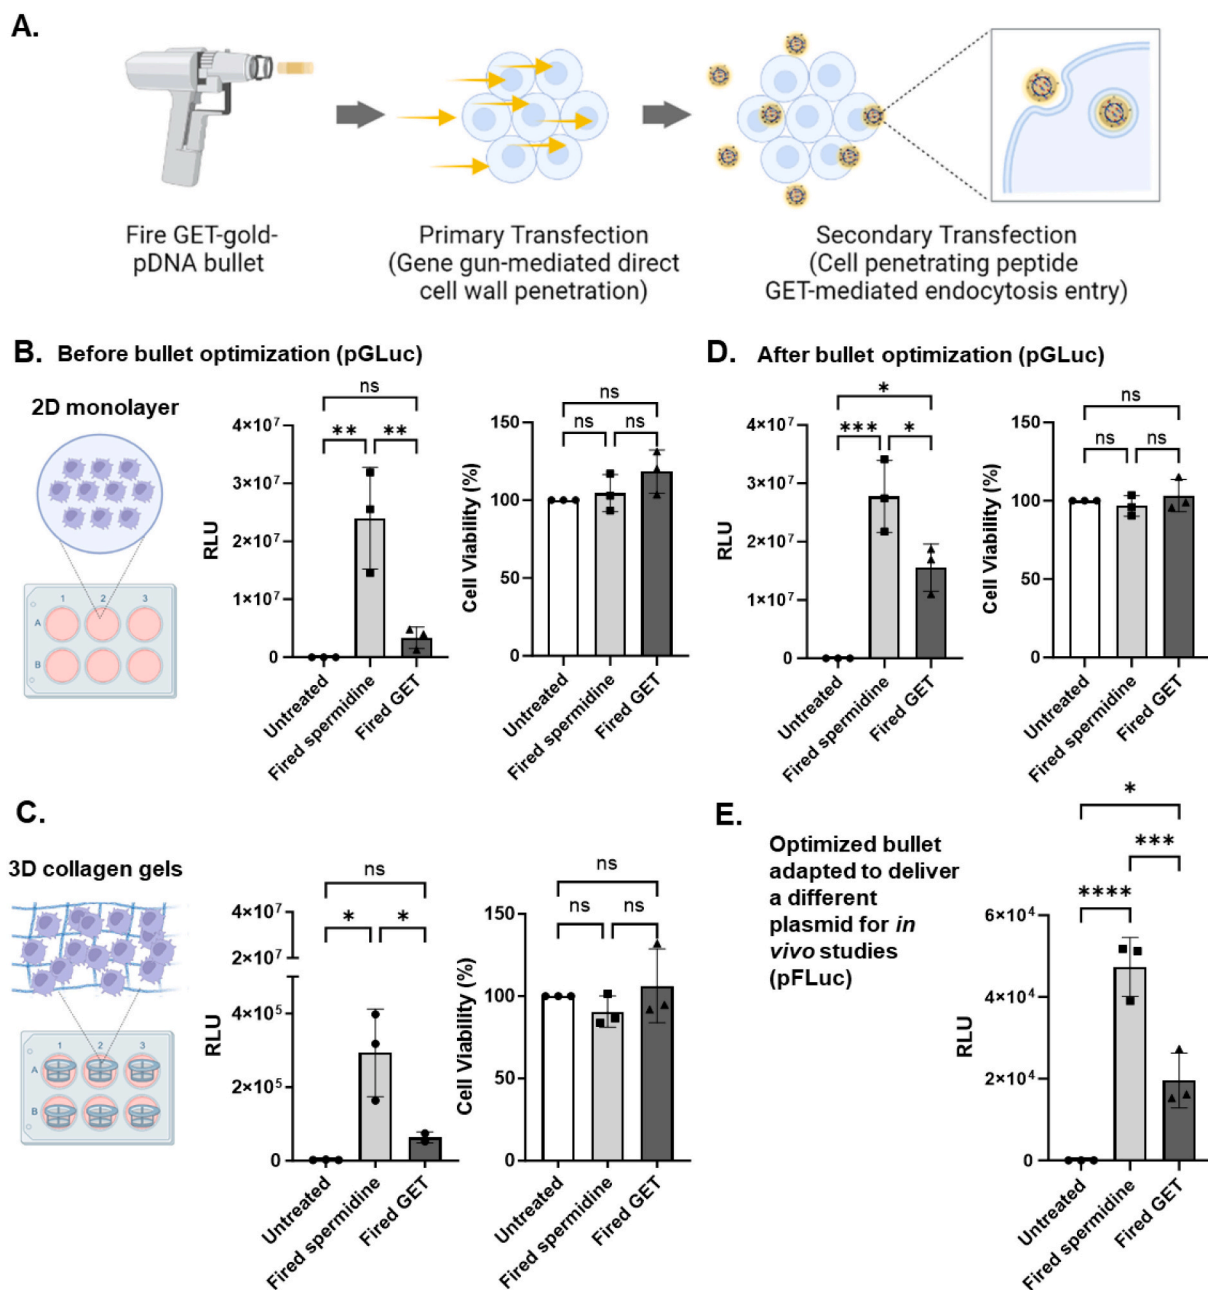 A.
Fire GET-gold-
pDNA bullet
Primary Transfection
(Gene gun-mediated direct
cell wall penetration)
Secondary Transfection
(Cell penetrating peptide
GET-mediated endocytosis entry)
B. Before bullet optimization (pGLuc)
2D monolayer
1 2 3
A
B
RLU
4×10⁷
3×10⁷
2×10⁷
1×10⁷
0
ns
** **
Untreated
Fired spermidine
Fired GET
Cell Viability (%)
150
100
50
0
ns
ns ns
Untreated
Fired spermidine
Fired GET
D. After bullet optimization (pGLuc)
RLU
4×10⁷
3×10⁷
2×10⁷
1×10⁷
0
*
*** *
Untreated
Fired spermidine
Fired GET
Cell Viability (%)
150
100
50
0
ns
ns ns
Untreated
Fired spermidine
Fired GET
C.
3D collagen gels
1 2 3
A
B
RLU
4×10⁷
2×10⁷
4×10⁵
2×10⁵
0
ns
* *
Untreated
Fired spermidine
Fired GET
Cell Viability (%)
150
100
50
0
ns
ns ns
Untreated
Fired spermidine
Fired GET
E.
Optimized bullet
adapted to deliver
a different
plasmid for in
vivo studies
(pFLuc)
RLU
6×10⁴
4×10⁴
2×10⁴
0
*
***
****
Untreated
Fired spermidine
Fired GET